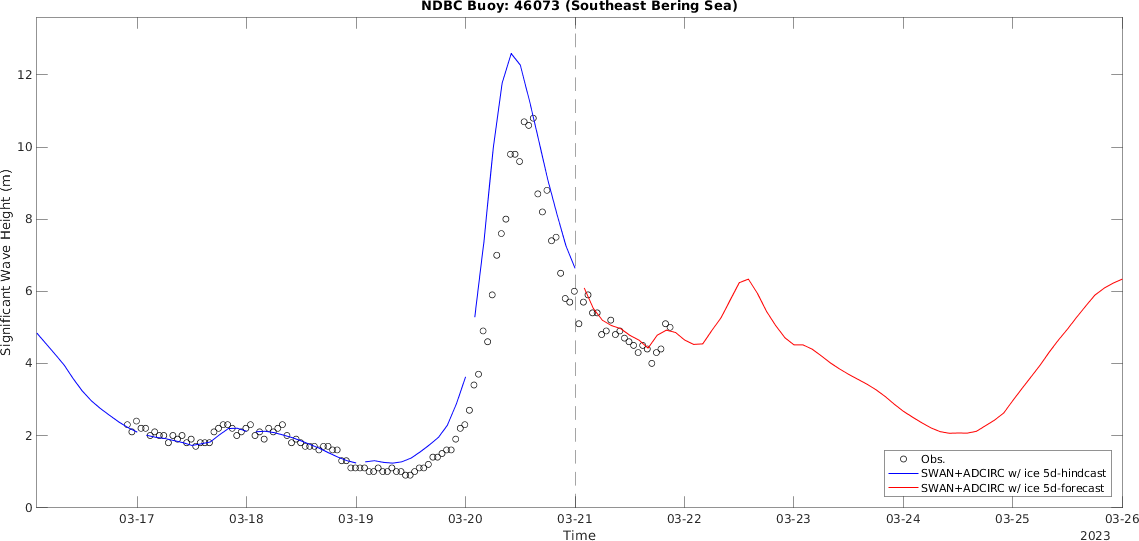 NDBC Buoy: 46073 (Southeast Bering Sea)
Significant Wave Height (m)
12
10
8
6
4
2
0
03-17 03-18 03-19 03-20 03-21 03-22 03-23 03-24 03-25 03-26
Time
2023
Obs.
SWAN+ADCIRC w/ ice 5d-hindcast
SWAN+ADCIRC w/ ice 5d-forecast